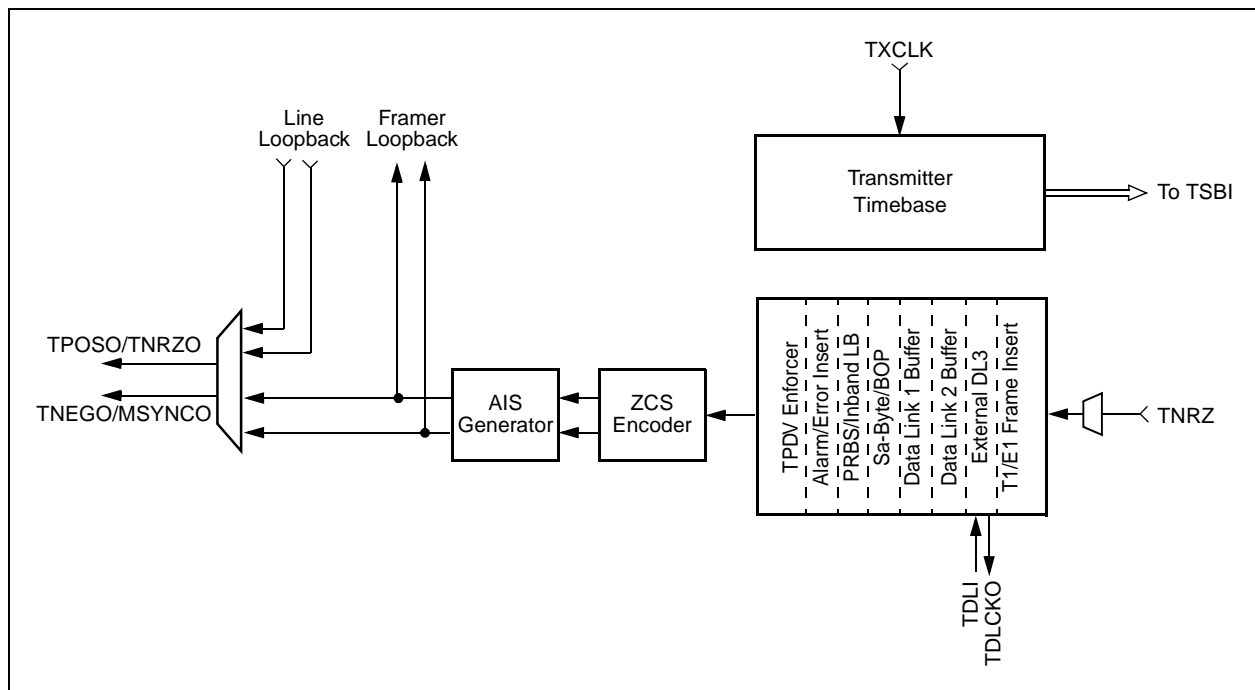 TXCLK
Line
Loopback
Framer
Loopback
Transmitter
Timebase
To TSBI
TPOSO/TNRZO
TNEGO/MSYNCO
AIS
Generator
ZCS
Encoder
TPDV Enforcer
Alarm/Error Insert
PRBS/Inband LB
Sa-Byte/BOP
Data Link 1 Buffer
Data Link 2 Buffer
External DL3
T1/E1 Frame Insert
TNRZ
TDLI
TDLCKO